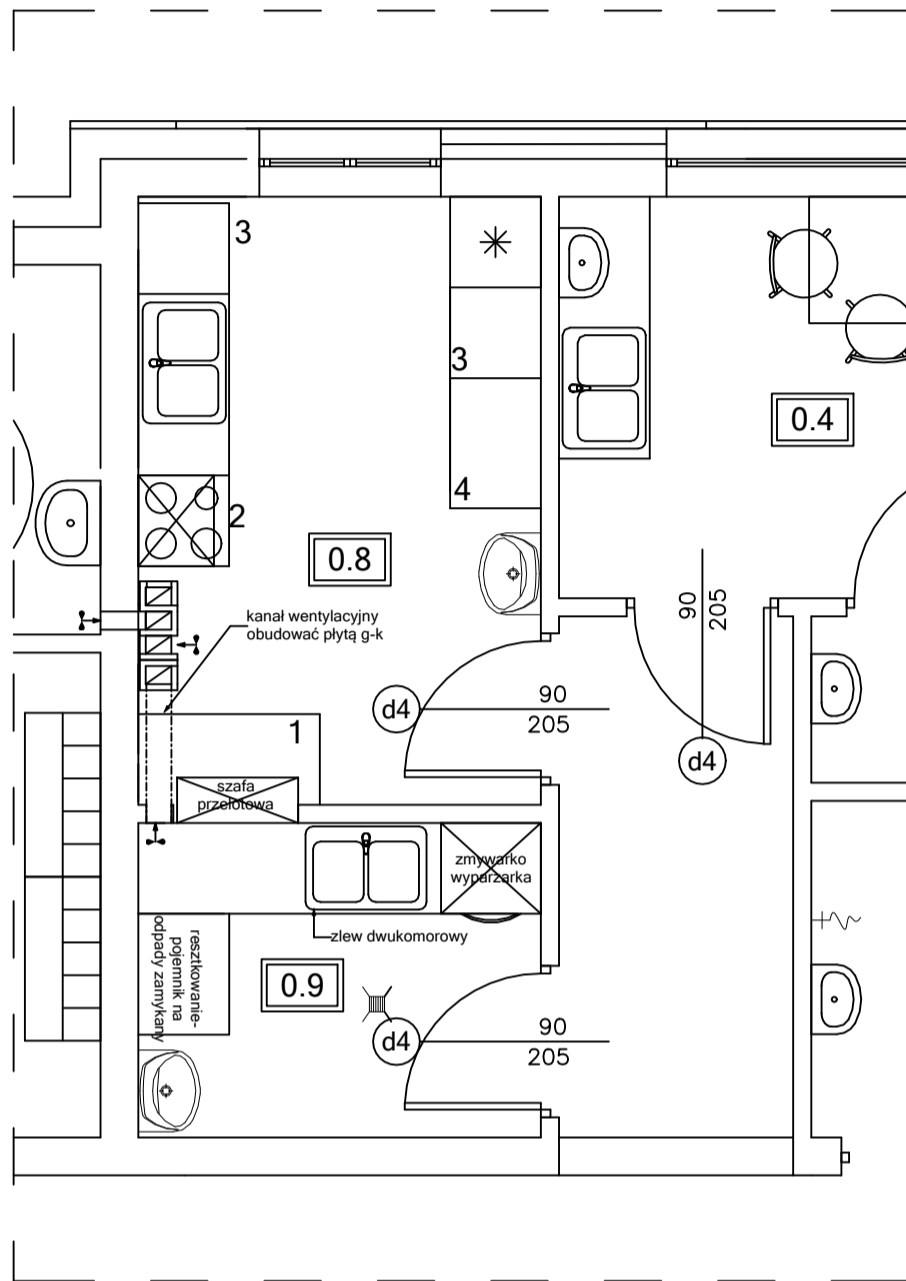 3
3
0.4
4
2
0.8
90
205
kanał wentylacyjny
obudować płytą g-k
d4
90
205
1
d4
szafa
przelotowa
zmywarko
wyparzarka
zlew dwukomorowy
resztkowanie-
pojemnik na
odpady zamykany
0.9
d4
90
205